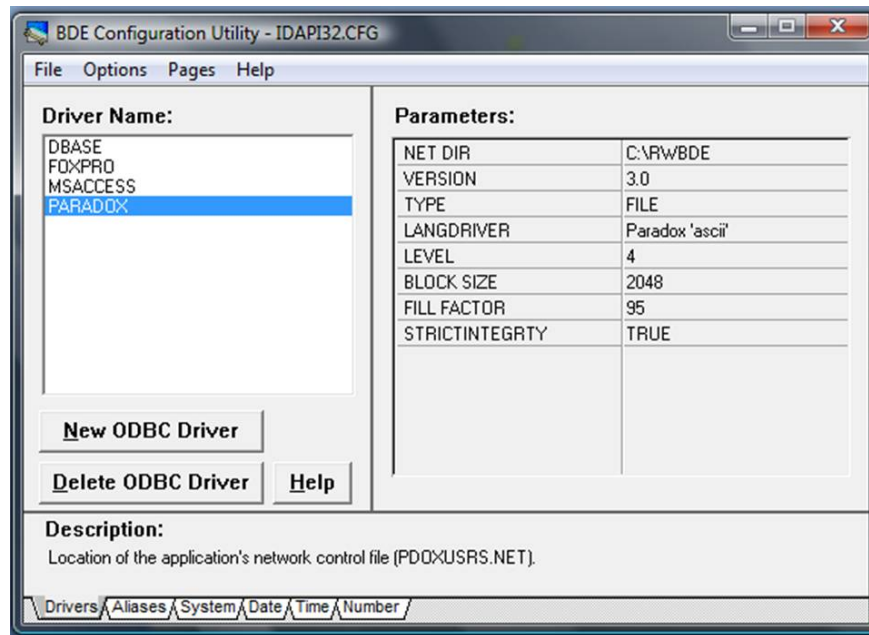 BDE Configuration Utility - IDAPI32.CFG
File Options Pages Help
Driver Name:
DBASE
FOXPRO
MSACCESS
PARADOX
New ODBC Driver
Delete ODBC Driver Help
Parameters:
NET DIR C:\RWBDE
VERSION 3.0
TYPE FILE
LANGDRIVER Paradox 'ascii'
LEVEL 4
BLOCK SIZE 2048
FILL FACTOR 95
STRICTINTEGRTY TRUE
Description:
Location of the application's network control file (PDOXUSRS.NET).
Drivers Aliases System Date Time Number